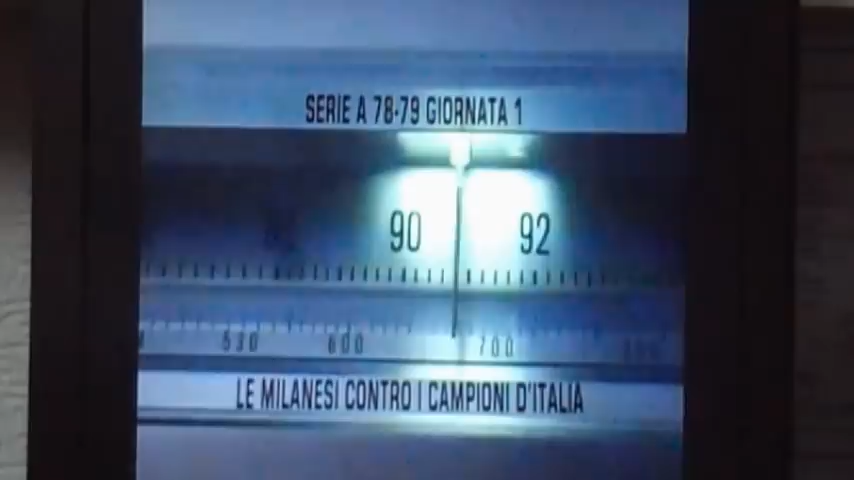 SERIE A 78-79 GIORNATA 1
90 92
530 600 700
LE MILANESI CONTRO I CAMPIONI D'ITALIA